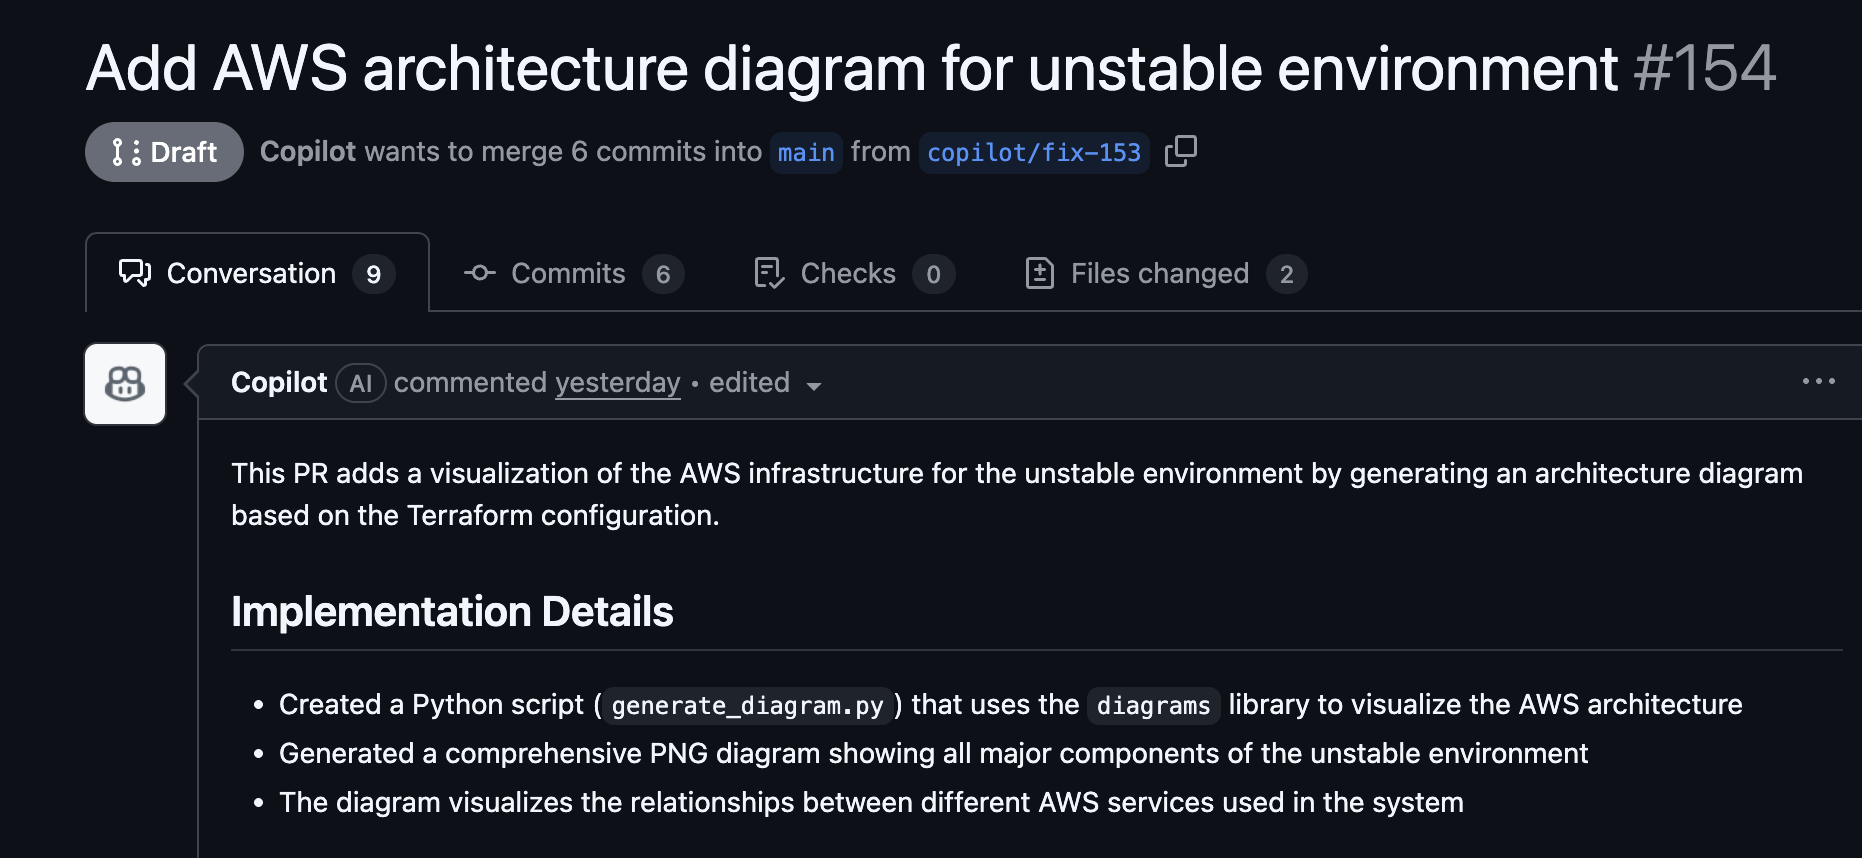 Add AWS architecture diagram for unstable environment #154
Draft Copilot wants to merge 6 commits into main from copilot/fix-153
Conversation 9 Commits 6 Checks 0 Files changed 2
Copilot AI commented yesterday • edited
This PR adds a visualization of the AWS infrastructure for the unstable environment by generating an architecture diagram
based on the Terraform configuration.
Implementation Details
• Created a Python script (generate_diagram.py) that uses the diagrams library to visualize the AWS architecture
• Generated a comprehensive PNG diagram showing all major components of the unstable environment
• The diagram visualizes the relationships between different AWS services used in the system